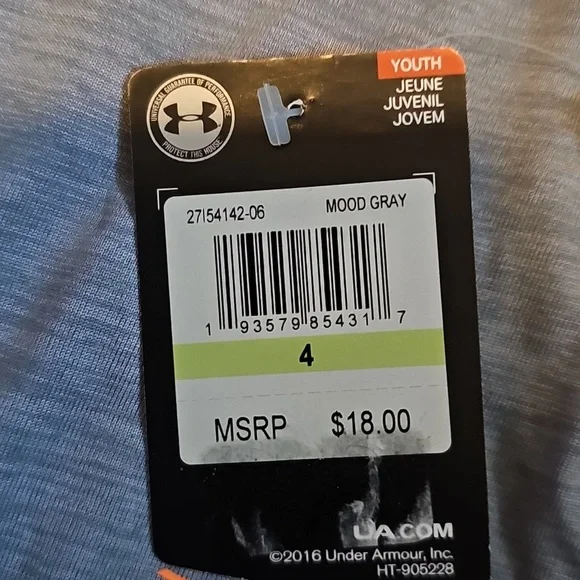 YOUTH
JEUNE
JUVENIL
JOVEM
UNIVERSAL GUARANTEE OF PERFORMANCE
PROTECT THIS HOUSE
27I54142-06 MOOD GRAY
1 93579 85431 7
4
MSRP $18.00
UA.COM
©2016 Under Armour, Inc.
HT-905228